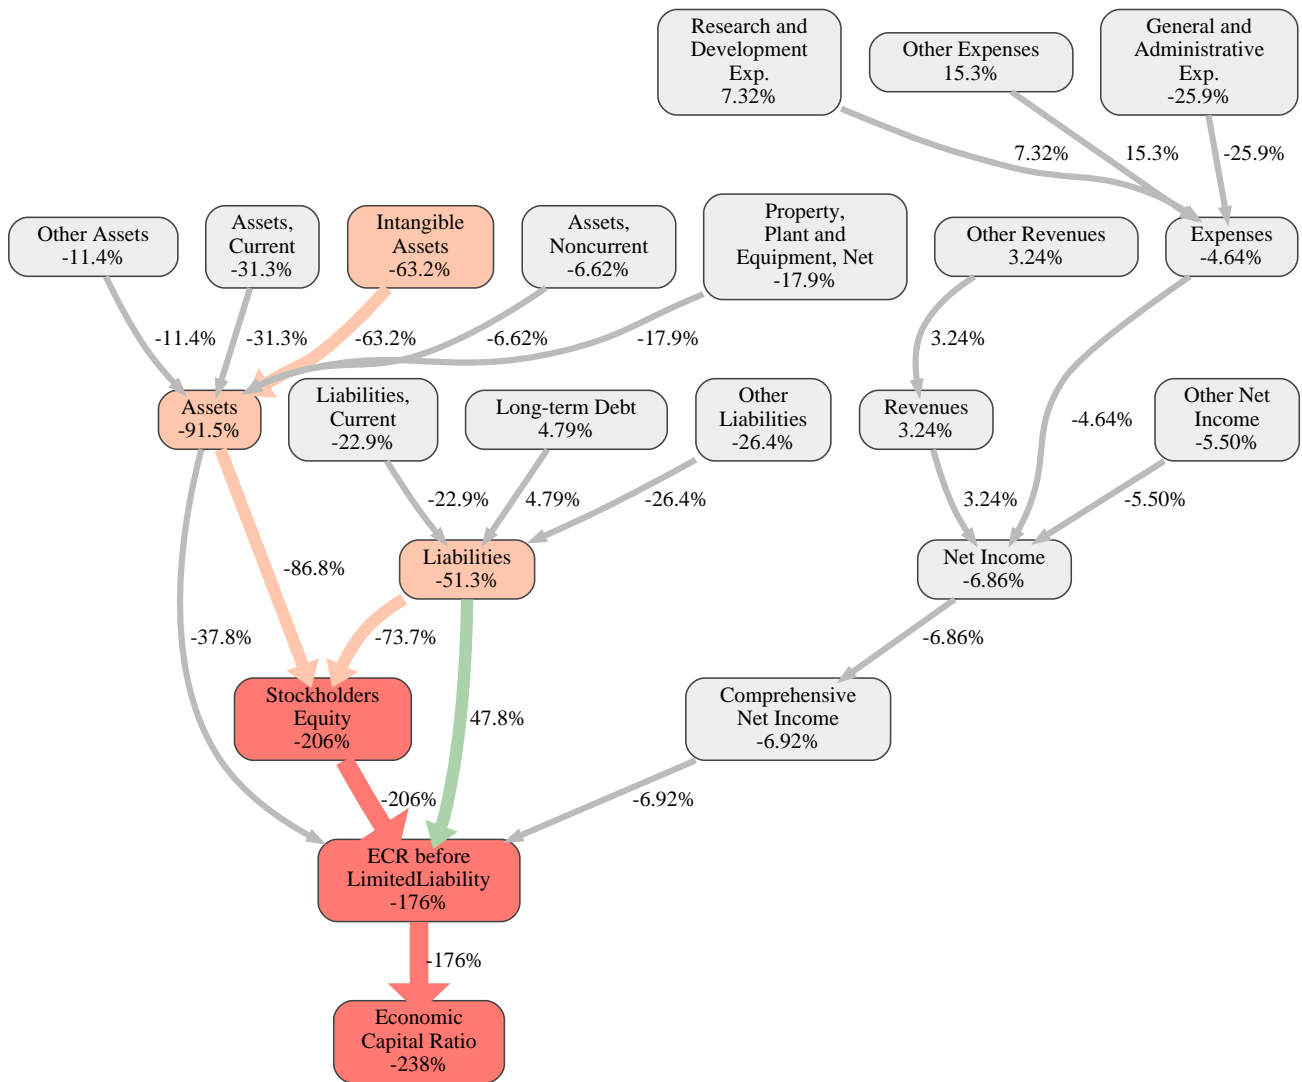 Research and
Development
Exp.
7.32%
Other Expenses
15.3%
General and
Administrative
Exp.
-25.9%
7.32%
15.3%
-25.9%
Other Assets
-11.4%
Assets,
Current
-31.3%
Intangible
Assets
-63.2%
Assets,
Noncurrent
-6.62%
Property,
Plant and
Equipment, Net
-17.9%
Other Revenues
3.24%
Expenses
-4.64%
-11.4%
-31.3%
-63.2%
-6.62%
-17.9%
3.24%
-4.64%
Assets
-91.5%
Liabilities,
Current
-22.9%
Long-term Debt
4.79%
Other
Liabilities
-26.4%
Revenues
3.24%
Other Net
Income
-5.50%
-22.9%
4.79%
-26.4%
3.24%
-5.50%
-86.8%
Liabilities
-51.3%
Net Income
-6.86%
-37.8%
-73.7%
47.8%
-6.86%
Stockholders
Equity
-206%
Comprehensive
Net Income
-6.92%
-206%
-6.92%
ECR before
LimitedLiability
-176%
-176%
Economic
Capital Ratio
-238%